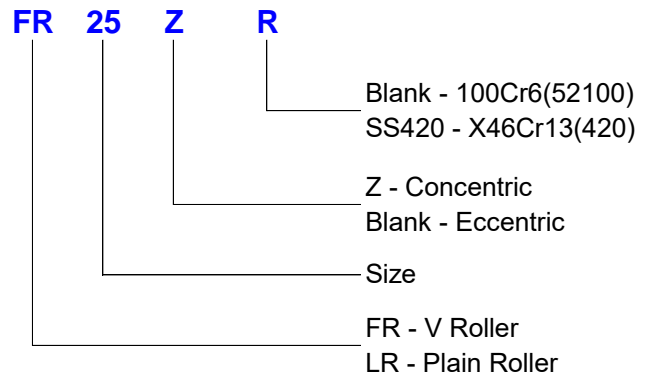 FR 25 Z R
Blank - 100Cr6(52100)
SS420 - X46Cr13(420)
Z - Concentric
Blank - Eccentric
Size
FR - V Roller
LR - Plain Roller